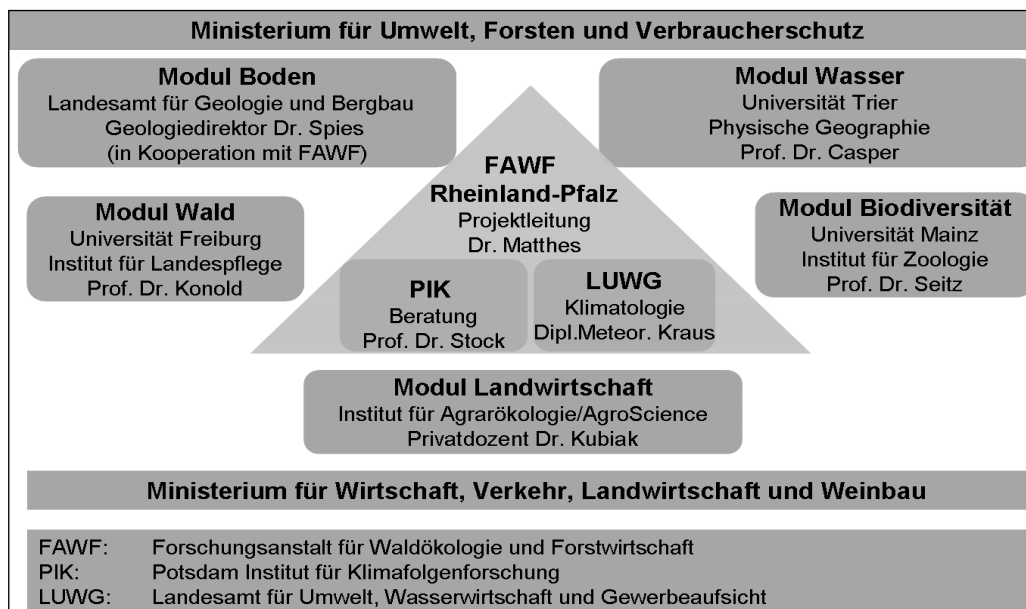 Ministerium für Umwelt, Forsten und Verbraucherschutz
Modul Boden
Landesamt für Geologie und Bergbau
Geologiedirektor Dr. Spies
(in Kooperation mit FAWF)
Modul Wasser
Universität Trier
Physische Geographie
Prof. Dr. Casper
FAWF
Rheinland-Pfalz
Projektleitung
Dr. Matthes
Modul Wald
Universität Freiburg
Institut für Landespflege
Prof. Dr. Konold
Modul Biodiversität
Universität Mainz
Institut für Zoologie
Prof. Dr. Seitz
PIK
Beratung
Prof. Dr. Stock
LUWG
Klimatologie
Dipl.Meteor. Kraus
Modul Landwirtschaft
Institut für Agrarökologie/AgroScience
Privatdozent Dr. Kubiak
Ministerium für Wirtschaft, Verkehr, Landwirtschaft und Weinbau
FAWF: Forschungsanstalt für Waldökologie und Forstwirtschaft
PIK: Potsdam Institut für Klimafolgenforschung
LUWG: Landesamt für Umwelt, Wasserwirtschaft und Gewerbeaufsicht